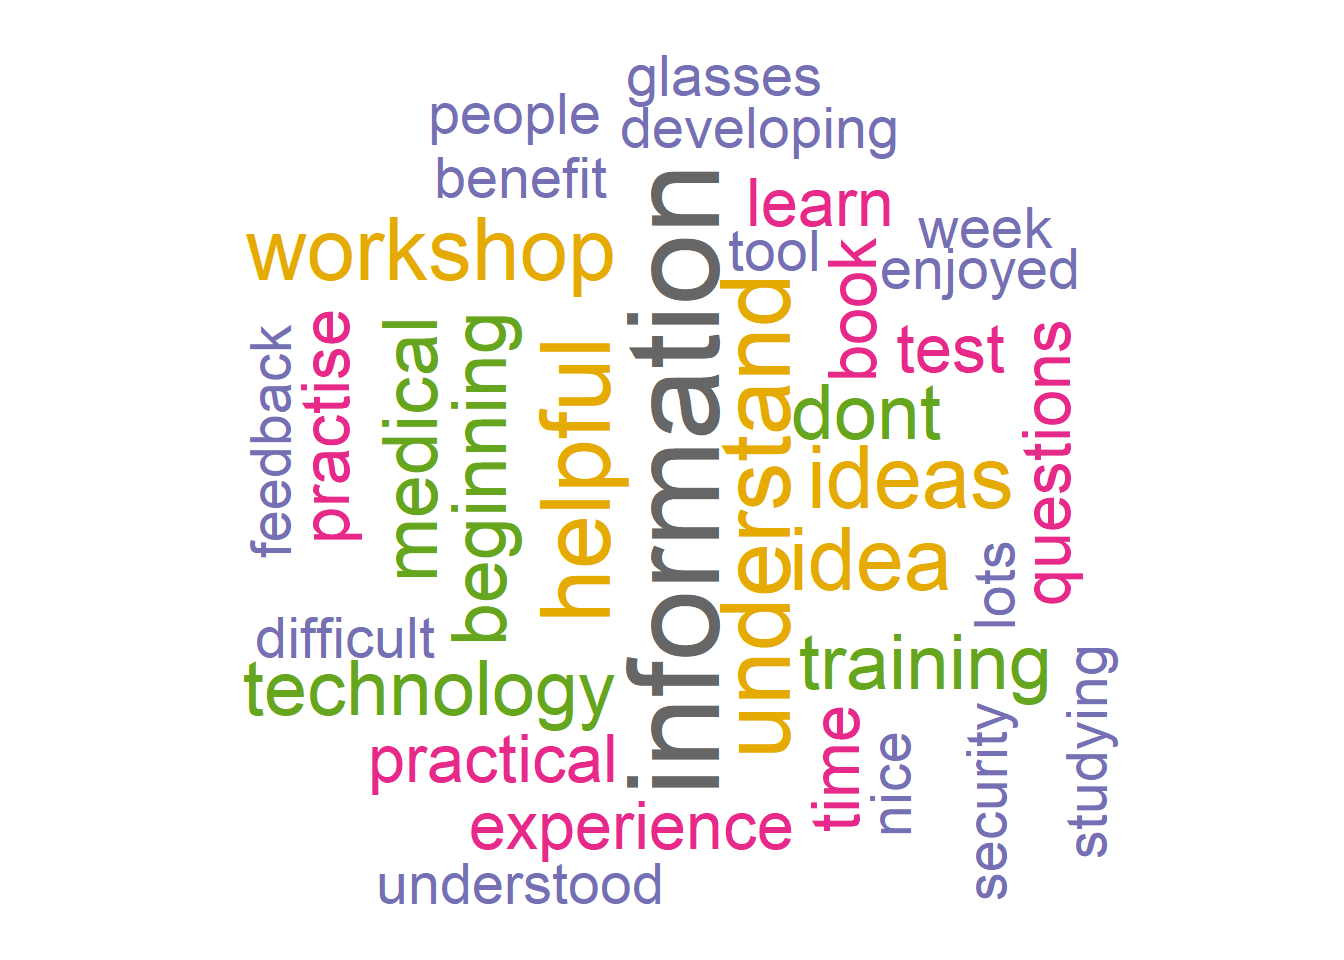 glasses
people
developing
benefit
learn
workshop
week
tool
enjoyed
book
information
understand
test
feedback
practise
medical
beginning
helpful
dont
questions
ideas
idea
lots
difficult
training
technology
studying
practical
time
nice
security
experience
understood